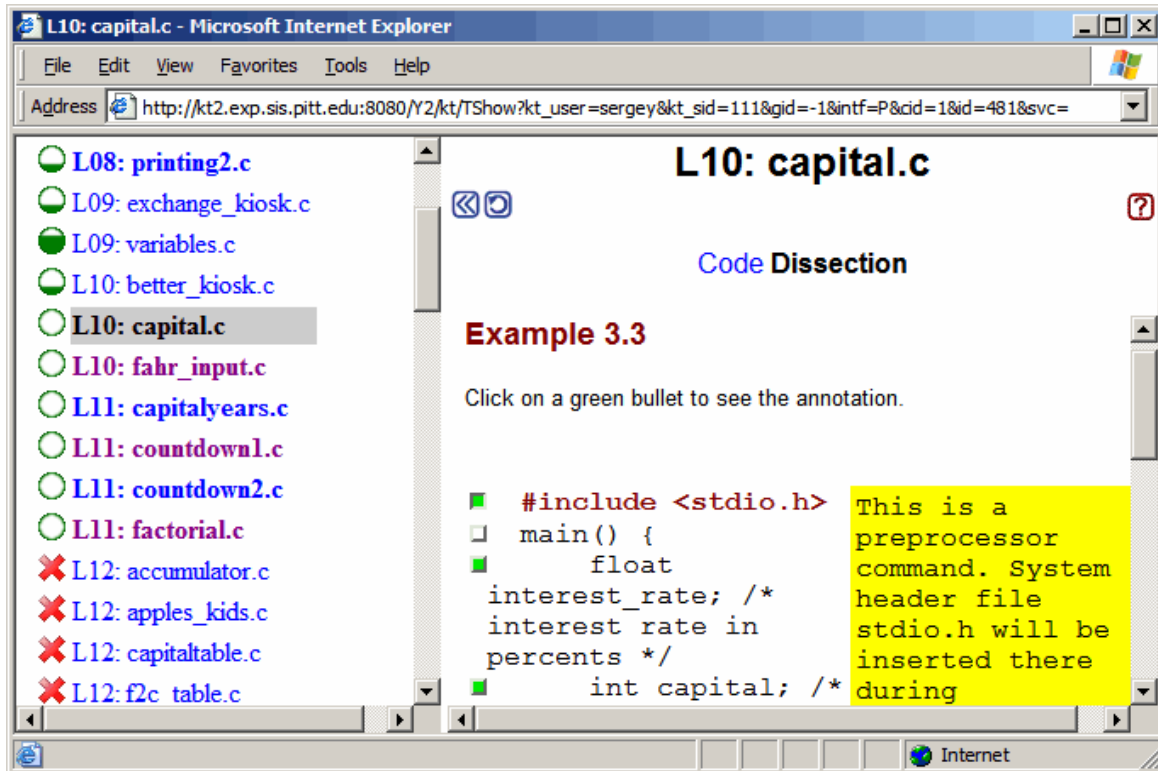 L10: capital.c - Microsoft Internet Explorer
File Edit View Favorites Tools Help
Address http://kt2.exp.sis.pitt.edu:8080/Y2/kt/TShow?kt_user=sergey&kt_sid=111&gid=-1&intf=P&cid=1&id=481&svc=
L08: printing2.c
L09: exchange_kiosk.c
L09: variables.c
L10: better_kiosk.c
L10: capital.c
L10: fahr_input.c
L11: capitalyears.c
L11: countdown1.c
L11: countdown2.c
L11: factorial.c
L12: accumulator.c
L12: apples_kids.c
L12: capitaltable.c
L12: f2c_table.c
L10: capital.c
?
Code Dissection
Example 3.3
Click on a green bullet to see the annotation.
#include <stdio.h>
main() {
float
interest_rate; /*
interest rate in
percents */
int capital; /*
This is a
preprocessor
command. System
header file
stdio.h will be
inserted there
during
Internet